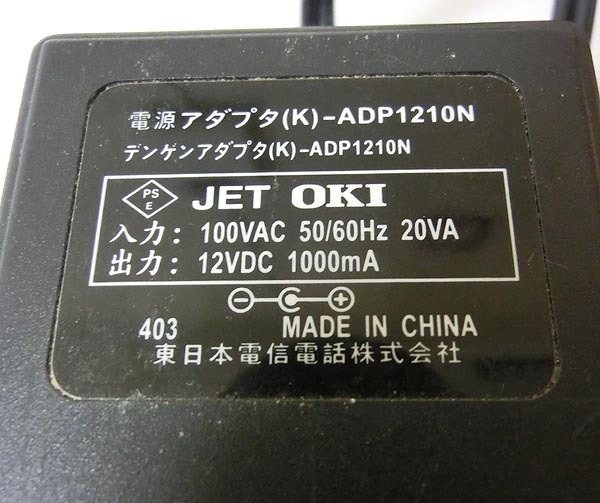 電源アダプタ(K)-ADP1210N
デンゲンアダプタ(K)-ADP1210N
PS E JET OKI
入力: 100VAC 50/60Hz 20VA
出力: 12VDC 1000mA
403 MADE IN CHINA
東日本電信電話株式会社